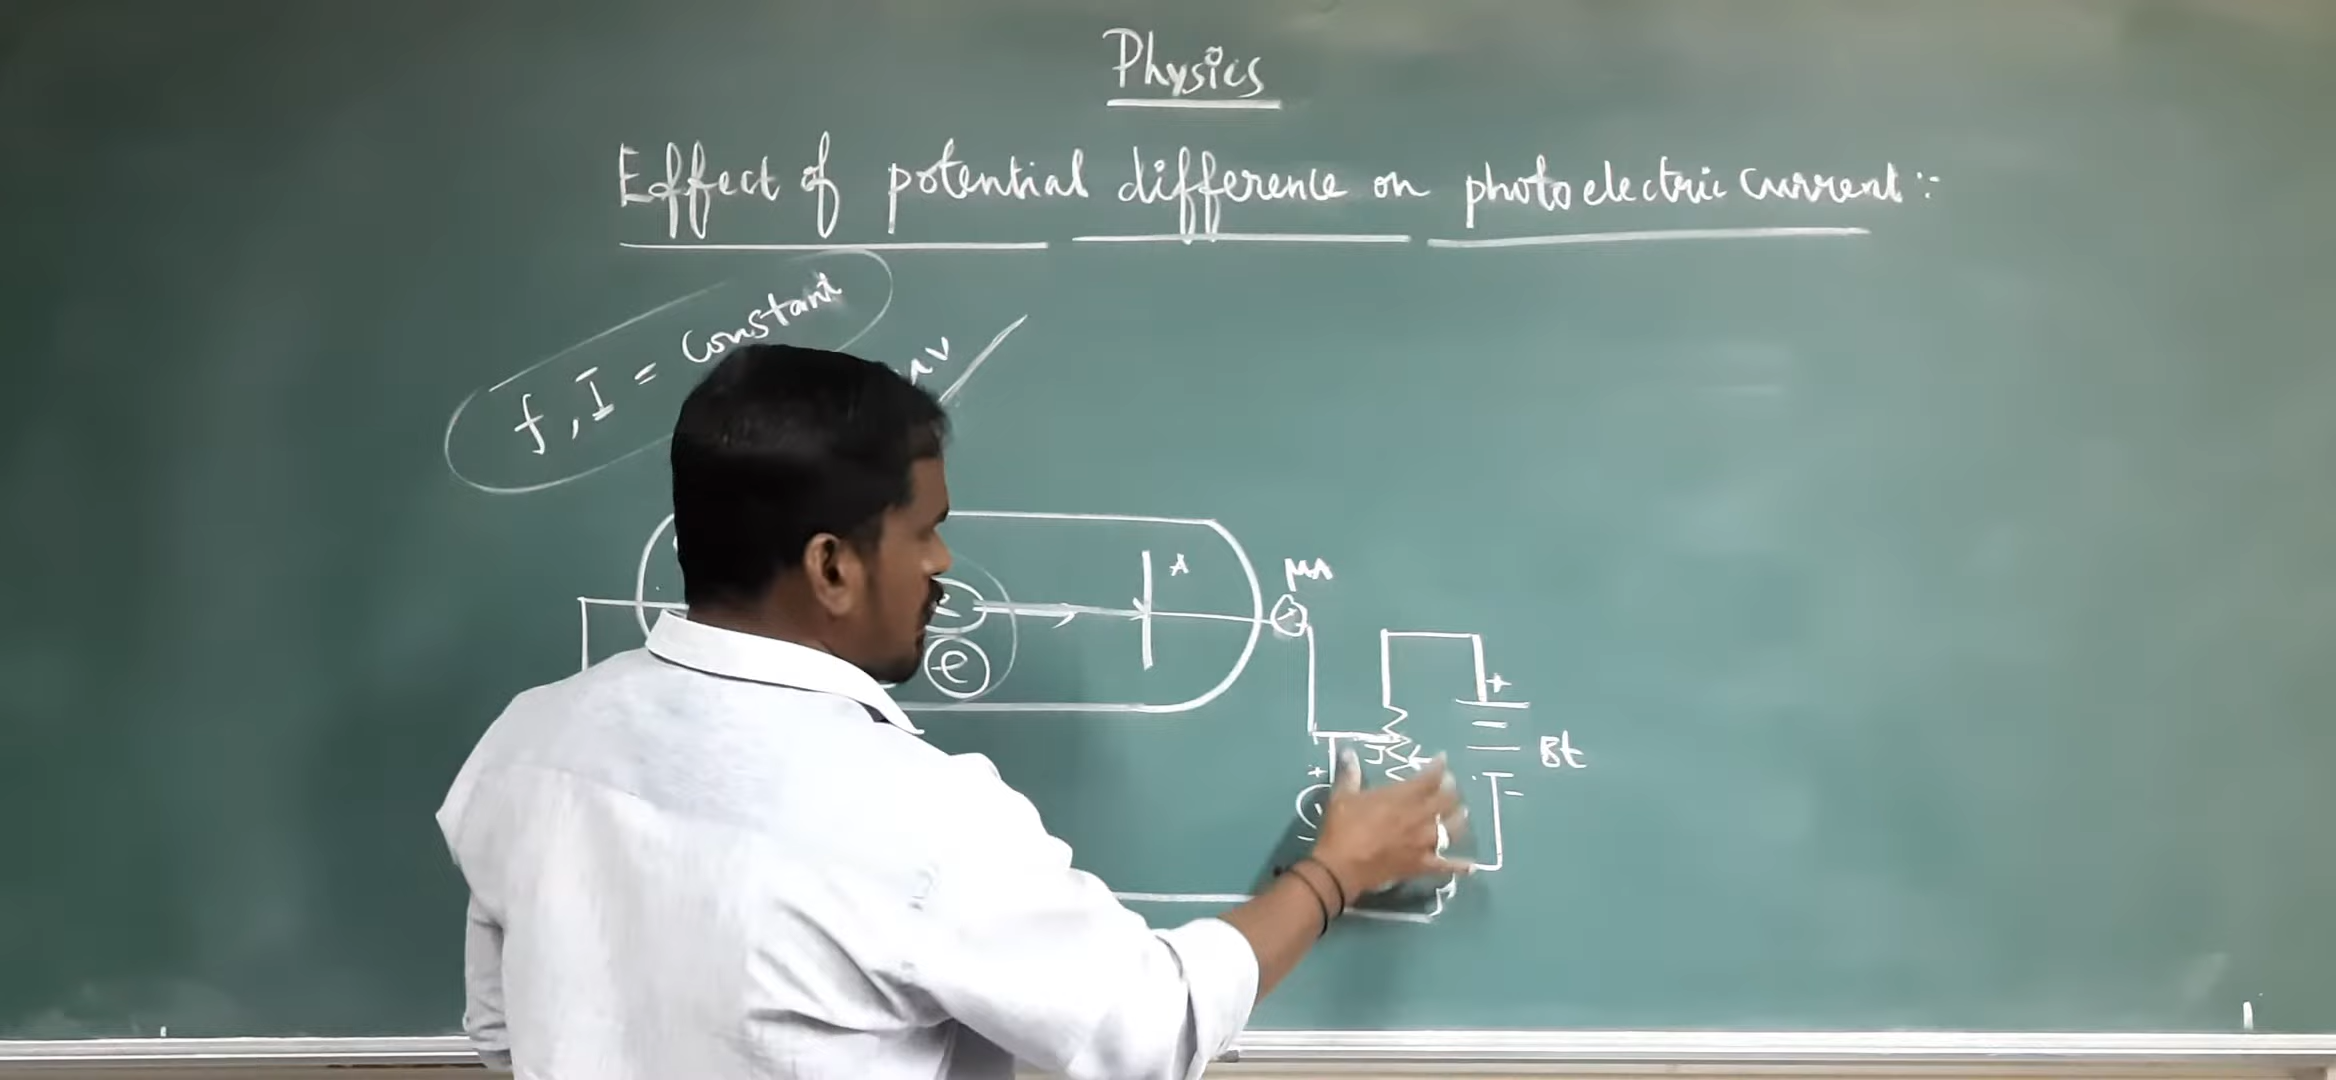 Physics
Effect of potential difference on photoelectric current :-
f, I = Constant
A
μA
e
+
J
+
Bt
-
-